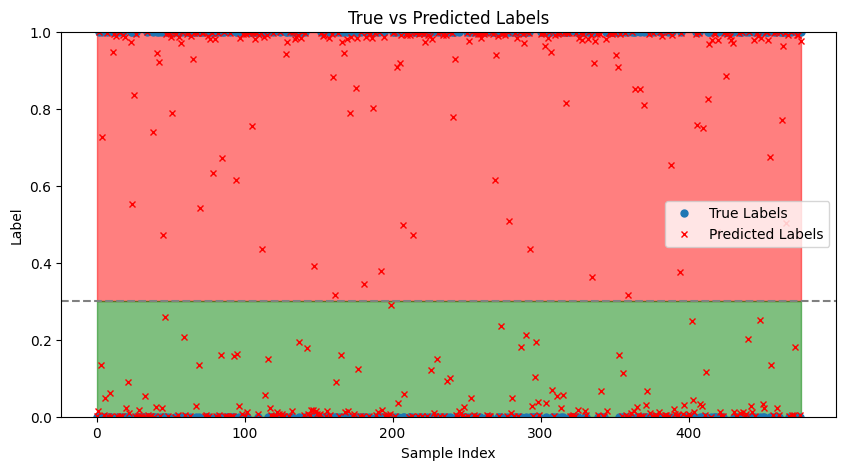 True vs Predicted Labels
Label
1.0
0.8
0.6
0.4
0.2
0.0
True Labels
Predicted Labels
0
100
200
300
400
Sample Index